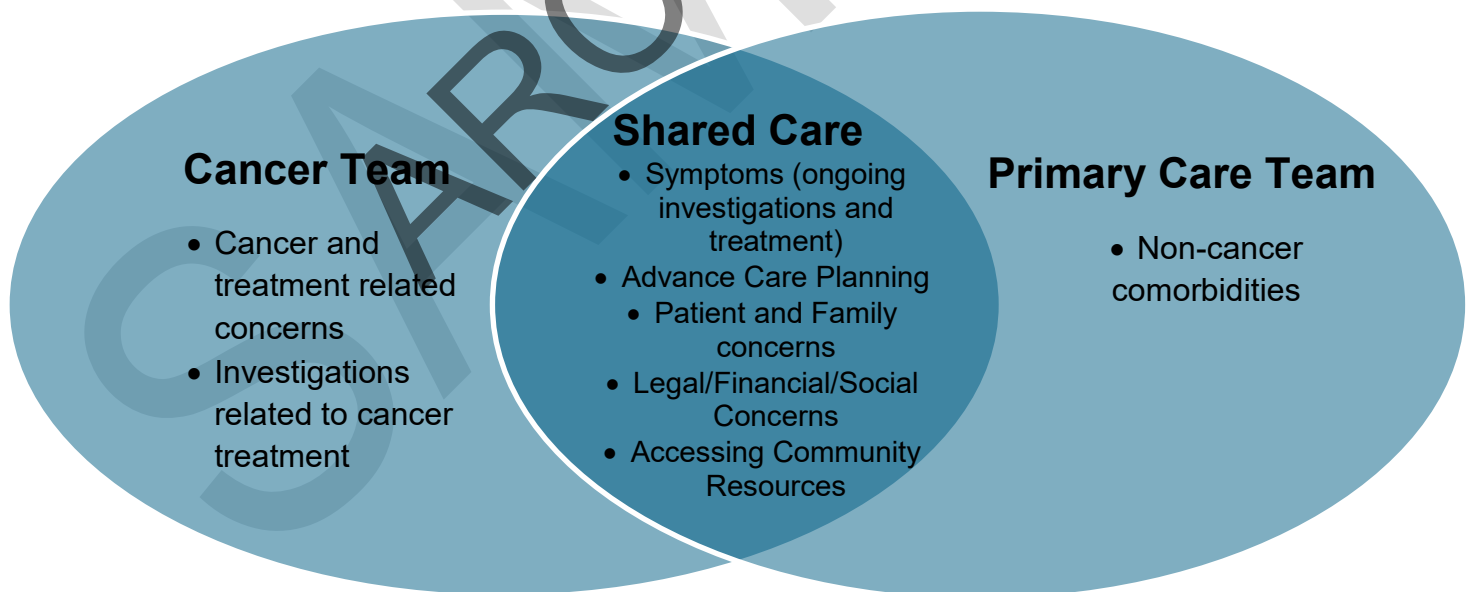 Cancer Team
• Cancer and
treatment related
concerns
• Investigations
related to cancer
treatment
Shared Care
• Symptoms (ongoing
investigations and
treatment)
• Advance Care Planning
• Patient and Family
concerns
• Legal/Financial/Social
Concerns
• Accessing Community
Resources
Primary Care Team
• Non-cancer
comorbidities